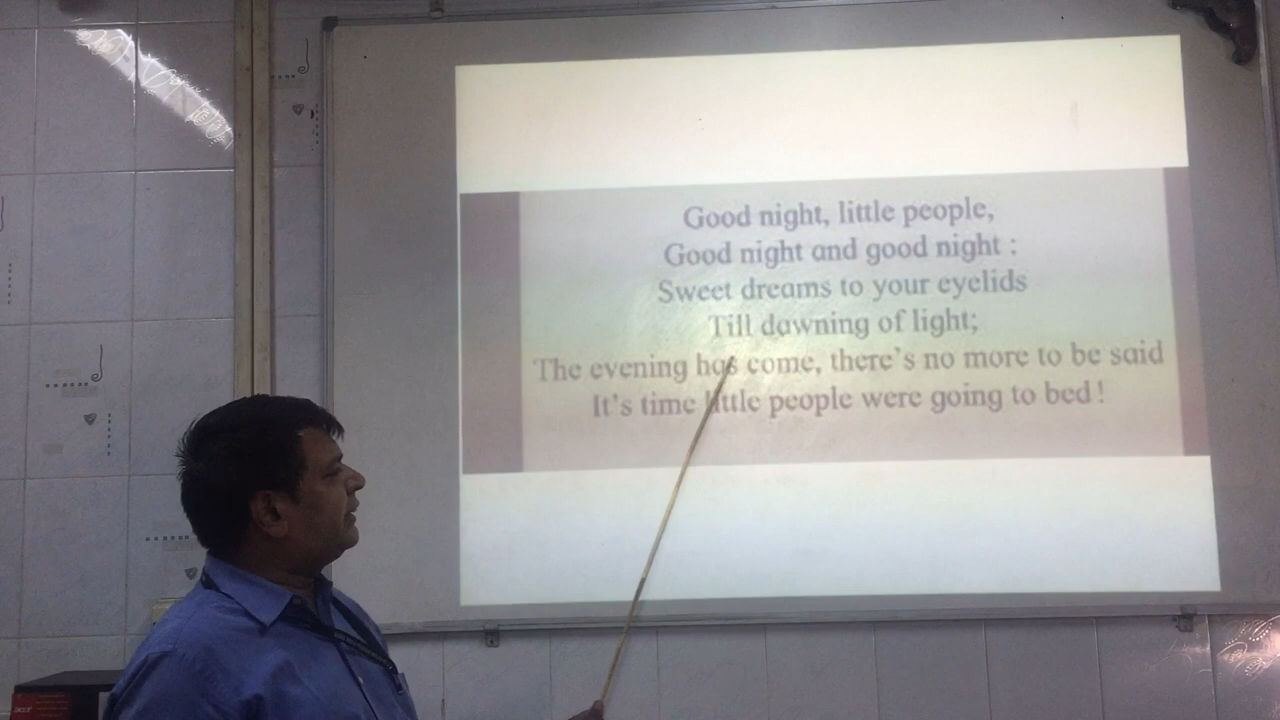 Good night, little people,
Good night and good night :
Sweet dreams to your eyelids
Till dawning of light;
The evening has come, there's no more to be said
It's time little people were going to bed!
acer